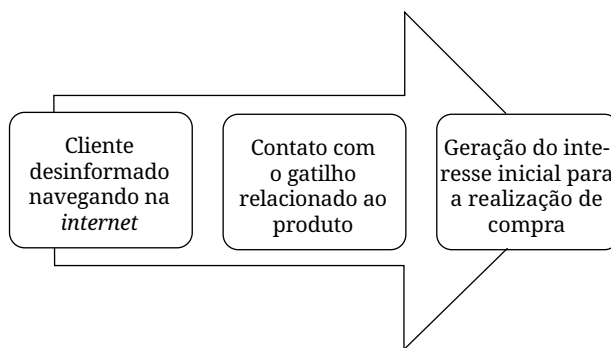 Cliente
desinformado
navegando na
internet
Contato com
o gatilho
relacionado ao
produto
Geração do inte-
resse inicial para
a realização de
compra